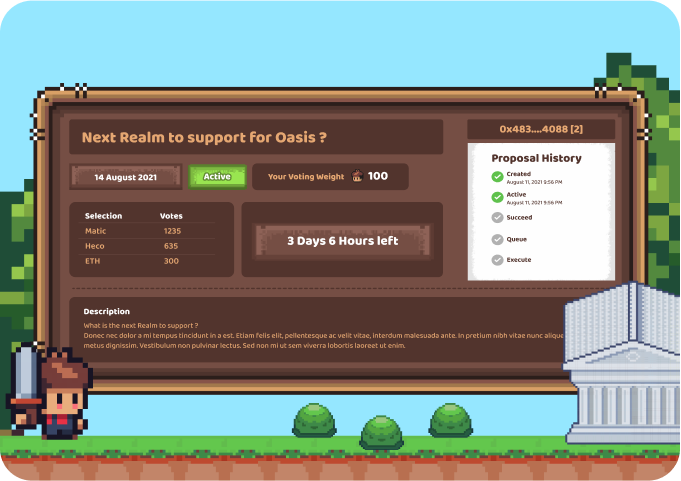 Next Realm to support for Oasis ?
0x483....4088 [2]
14 August 2021
Active
Your Voting Weight 100
Selection Votes
Matic 1235
Heco 635
ETH 300
3 Days 6 Hours left
Proposal History
Created
August 11, 2021 9:56 PM
Active
August 11, 2021 9:56 PM
Succeed
Queue
Execute
Description
What is the next Realm to support ?
Donec nec dolor a mi tempus tincidunt in a est. Etiam felis elit, pellentesque ac velit vitae, interdum malesuada ante. In pretium nibh vitae nunc alique
metus dignissim. Vestibulum non pulvinar lectus. Sed non mi ut sem viverra lobortis laoreet ut enim.